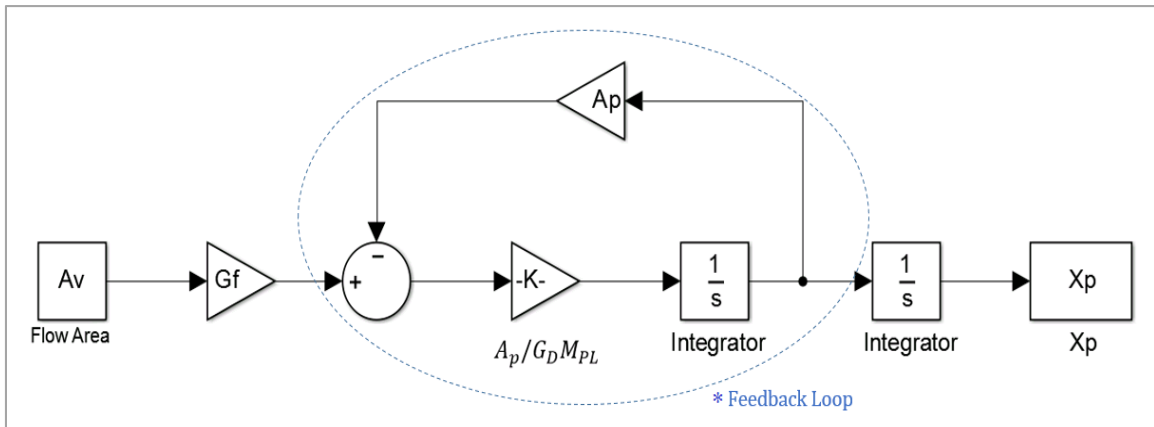 Ap
−
+
Av
Flow Area
Gf
-K-
A_p/G_D M_PL
1
s
Integrator
1
s
Integrator
Xp
Xp
* Feedback Loop